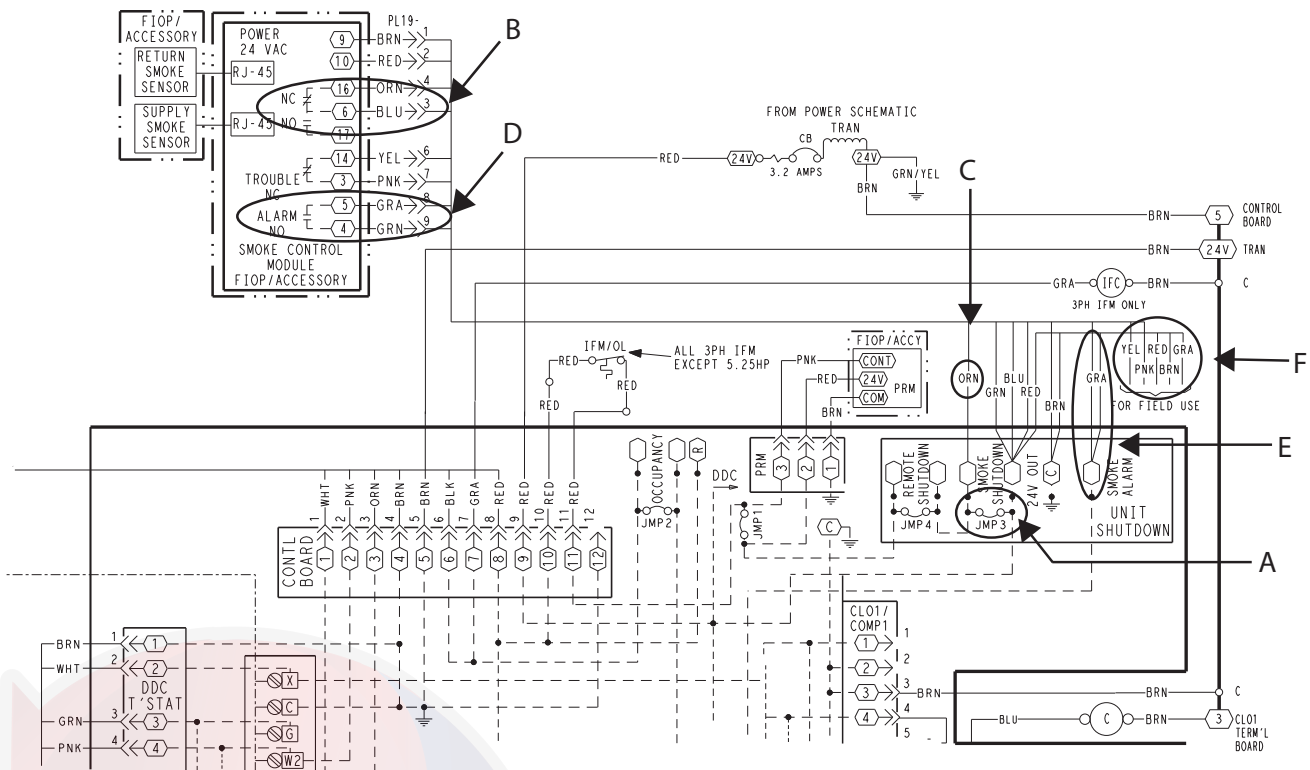 FIOP/
ACCESSORY
RETURN
SMOKE
SENSOR
SUPPLY
SMOKE
SENSOR
POWER
24 VAC
RJ-45
RJ-45
NC
NO
TROUBLE
NC
ALARM
NO
SMOKE CONTROL
MODULE
FIOP/ACCESSORY
PL19-
9 BRN 1
10 RED 2
16 ORN 4
6 BLU 3
17
14 YEL 6
3 PNK 7
5 GRA 8
4 GRN 9
B
D
FROM POWER SCHEMATIC
TRAN
CB
RED 24V 24V
3.2 AMPS
GRN/YEL
BRN
C
BRN 5 CONTROL
BOARD
BRN 24V TRAN
GRA IFC BRN C
3PH IFM ONLY
IFM/OL
RED
RED
RED
ALL 3PH IFM
EXCEPT 5.25HP
FIOP/ACCY
PNK CONT
RED 24V
PRM
BRN COM
ORN
GRN
BLU
RED
BRN
GRA
YEL RED GRA
PNK BRN
FOR FIELD USE
F
E
A
OCCUPANCY
R
JMP2
DDC
PRM
3 2 1
JMP1
C
REMOTE
SHUTDOWN
SMOKE
SHUTDOWN
24V OUT
C
SMOKE
ALARM
JMP4
JMP3
UNIT
SHUTDOWN
WHT PNK ORN BRN BRN BLK GRA RED RED RED RED
1 2 3 4 5 6 7 8 9 10 11 12
CONTL
BOARD
1 2 3 4 5 6 7 8 9 10 11 12
CLO1/
COMP1
1 1
2 2
3 3 BRN BRN C
4 4
5
BLU C BRN 3 CLO1
TERM'L
BOARD
BRN 1 1
WHT 2 2
DDC
T'STAT
GRN 3 3
PNK 4 4
X
C
G
W2